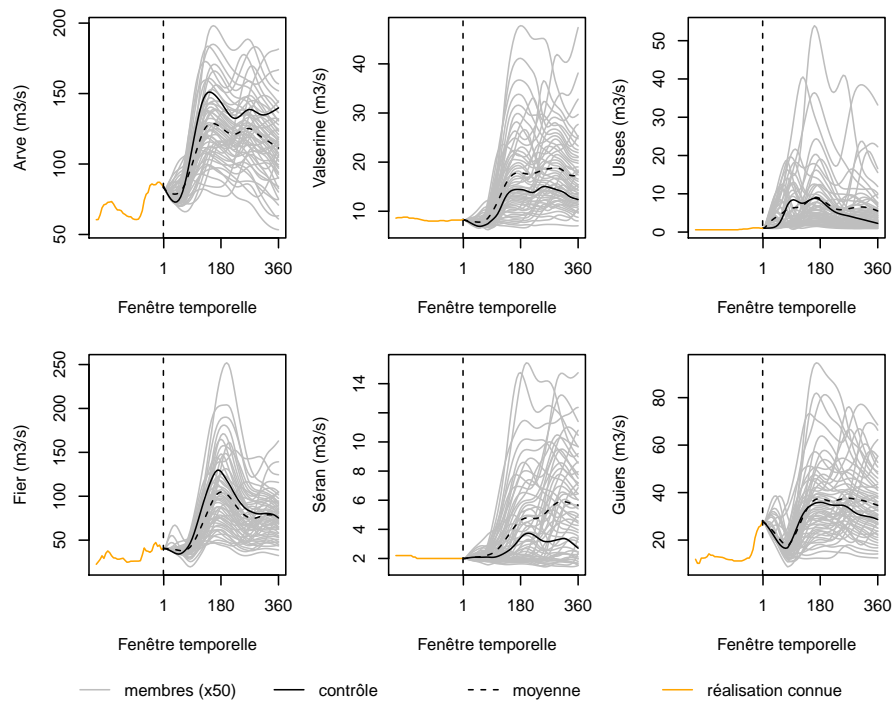 Arve (m3/s)
50
100
150
200
1
180
360
Fenêtre temporelle
Valserine (m3/s)
10
20
30
40
1
180
360
Fenêtre temporelle
Usses (m3/s)
0
10
20
30
40
50
1
180
360
Fenêtre temporelle
Fier (m3/s)
50
100
150
200
250
1
180
360
Fenêtre temporelle
Séran (m3/s)
2
4
6
8
10
14
1
180
360
Fenêtre temporelle
Guiers (m3/s)
20
40
60
80
1
180
360
Fenêtre temporelle
membres (x50)
contrôle
moyenne
réalisation connue